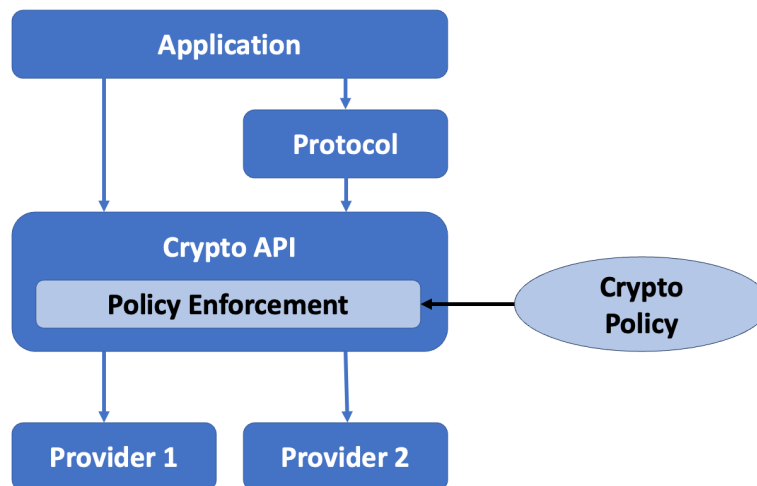 Application
Protocol
Crypto API
Policy Enforcement
Crypto
Policy
Provider 1
Provider 2